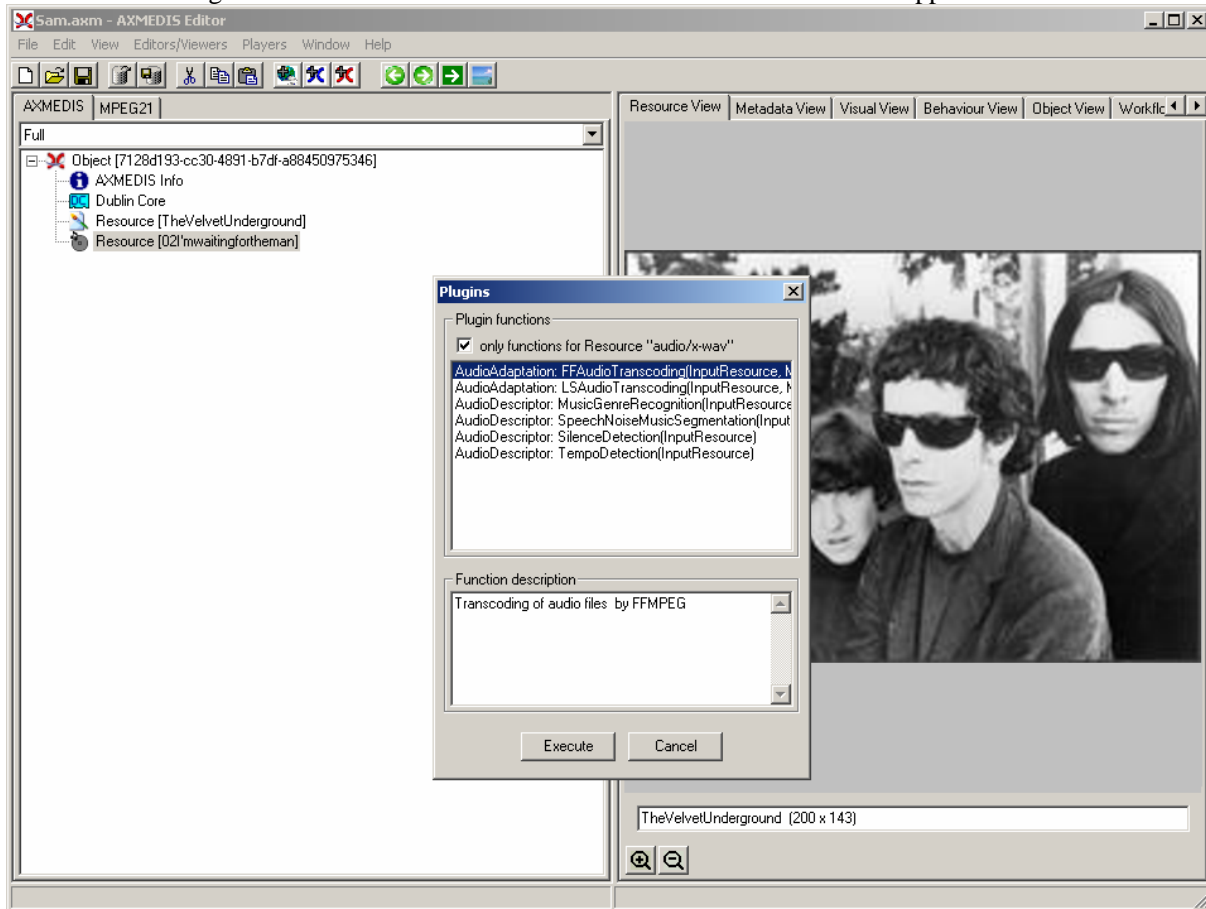 Sam.axm - AXMEDIS Editor
File Edit View Editors/Viewers Players Window Help
AXMEDIS MPEG21
Full
Object [7128d193-cc30-4891-b7df-a88450975346]
AXMEDIS Info
DC Dublin Core
Resource [TheVelvetUnderground]
Resource [02I'mwaitingfortheman]
Resource View Metadata View Visual View Behaviour View Object View Workflc
Plugins
Plugin functions
only functions for Resource "audio/x-wav"
AudioAdaptation: FFAudioTranscoding(InputResource, M
AudioAdaptation: LSAudioTranscoding(InputResource, M
AudioDescriptor: MusicGenreRecognition(InputResource
AudioDescriptor: SpeechNoiseMusicSegmentation(Input
AudioDescriptor: SilenceDetection(InputResource)
AudioDescriptor: TempoDetection(InputResource)
Function description
Transcoding of audio files by FFMPEG
Execute Cancel
TheVelvetUnderground (200 x 143)